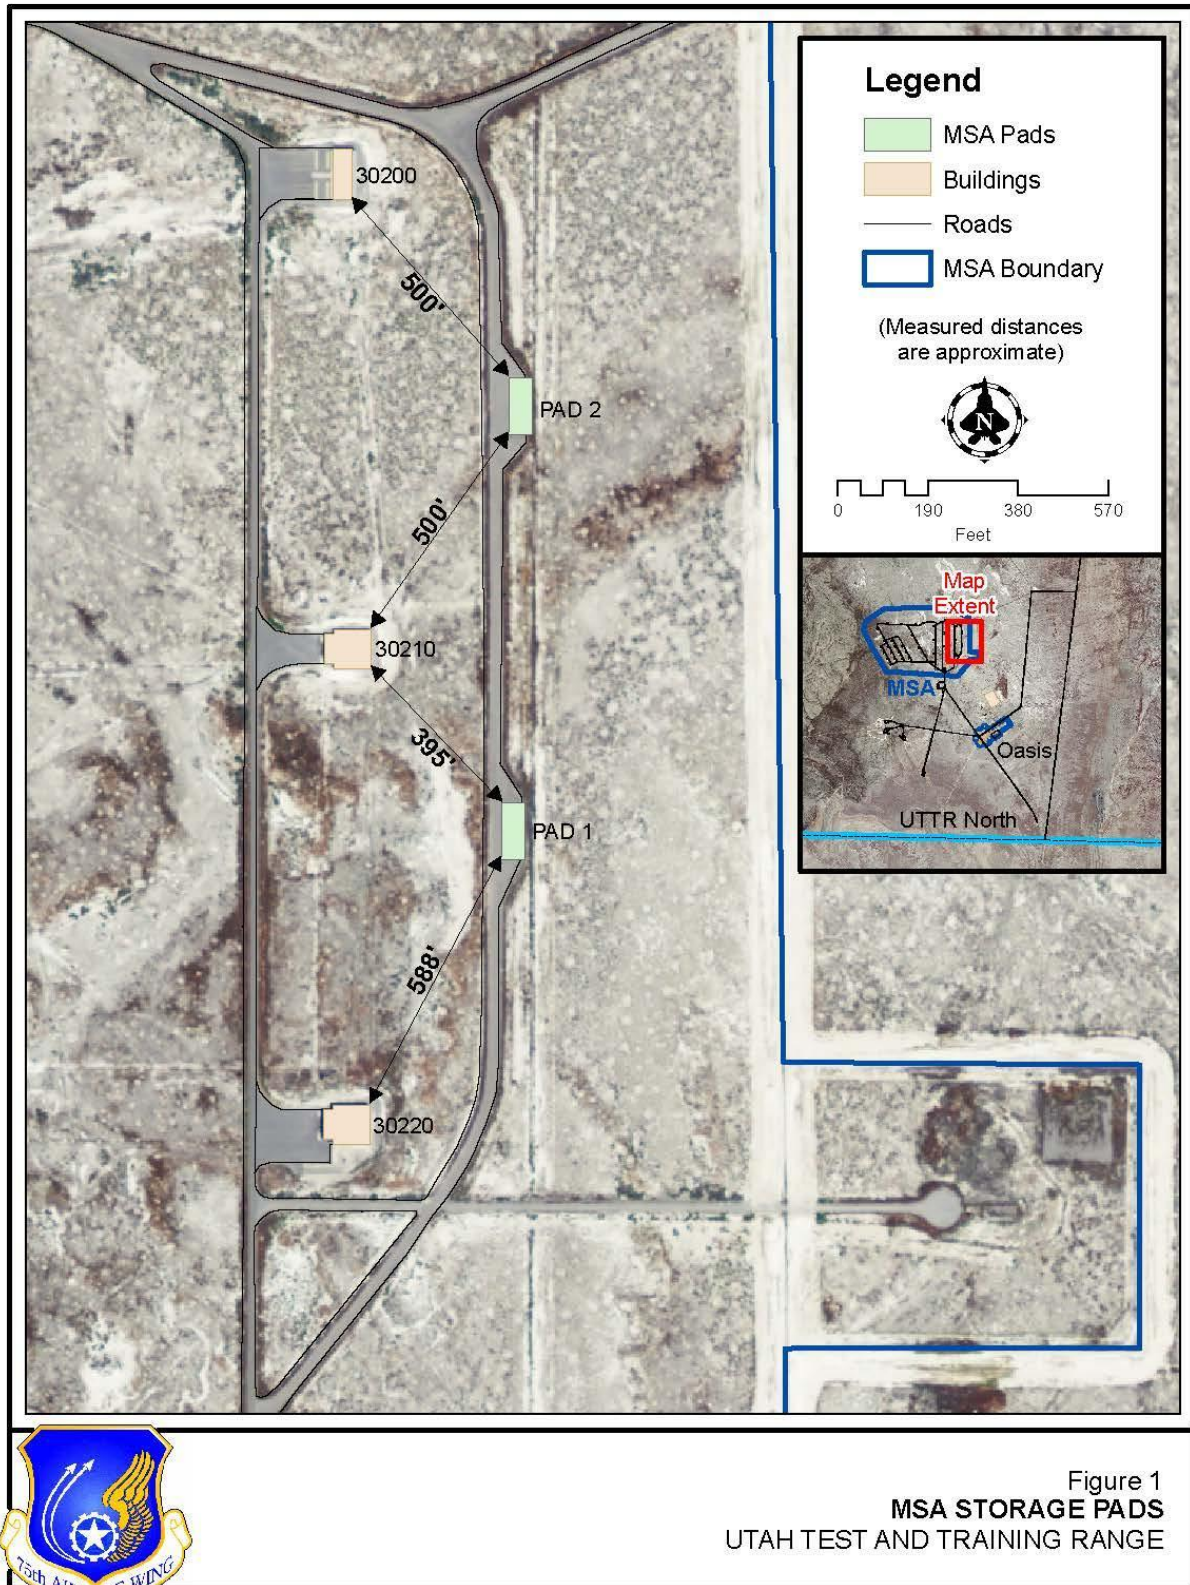 Legend
MSA Pads
Buildings
Roads
MSA Boundary
(Measured distances
are approximate)
N
0 190 380 570
Feet
Map
Extent
MSA
Oasis
UTTR North
30200
500'
PAD 2
500'
30210
395'
PAD 1
588'
30220
Figure 1
MSA STORAGE PADS
UTAH TEST AND TRAINING RANGE
75th WING